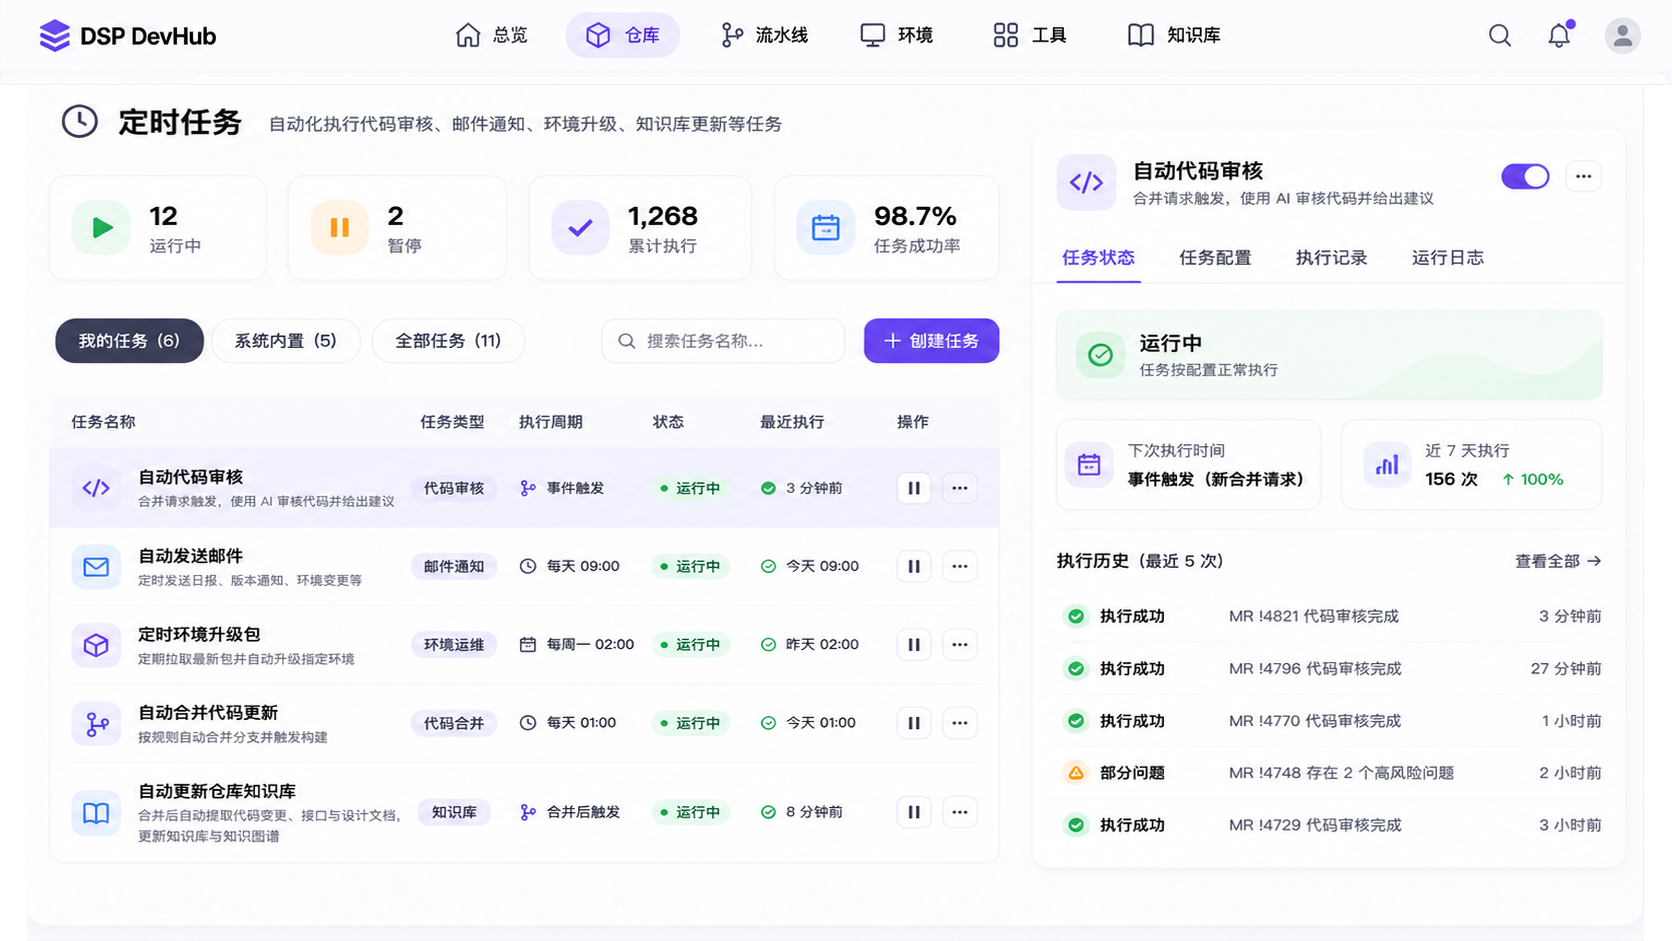 DSP DevHub
总览
仓库
流水线
环境
工具
知识库
定时任务
自动化执行代码审核、邮件通知、环境升级、知识库更新等任务
12
运行中
2
暂停
1,268
累计执行
98.7%
任务成功率
我的任务 (6)
系统内置 (5)
全部任务 (11)
搜索任务名称...
+ 创建任务
任务名称 任务类型 执行周期 状态 最近执行 操作
自动代码审核
合并请求触发，使用 AI 审核代码并给出建议
代码审核
事件触发
运行中
3 分钟前
自动发送邮件
定时发送日报、版本通知、环境变更等
邮件通知
每天 09:00
运行中
今天 09:00
定时环境升级包
定期拉取最新包并自动升级指定环境
环境运维
每周一 02:00
运行中
昨天 02:00
自动合并代码更新
按规则自动合并分支并触发构建
代码合并
每天 01:00
运行中
今天 01:00
自动更新仓库知识库
合并后自动提取代码变更、接口与设计文档，
更新知识库与知识图谱
知识库
合并后触发
运行中
8 分钟前
自动代码审核
合并请求触发，使用 AI 审核代码并给出建议
任务状态
任务配置
执行记录
运行日志
运行中
任务按配置正常执行
下次执行时间
事件触发（新合并请求）
近 7 天执行
156 次 ↑ 100%
执行历史（最近 5 次）
查看全部 →
执行成功 MR !4821 代码审核完成 3 分钟前
执行成功 MR !4796 代码审核完成 27 分钟前
执行成功 MR !4770 代码审核完成 1 小时前
部分问题 MR !4748 存在 2 个高风险问题 2 小时前
执行成功 MR !4729 代码审核完成 3 小时前